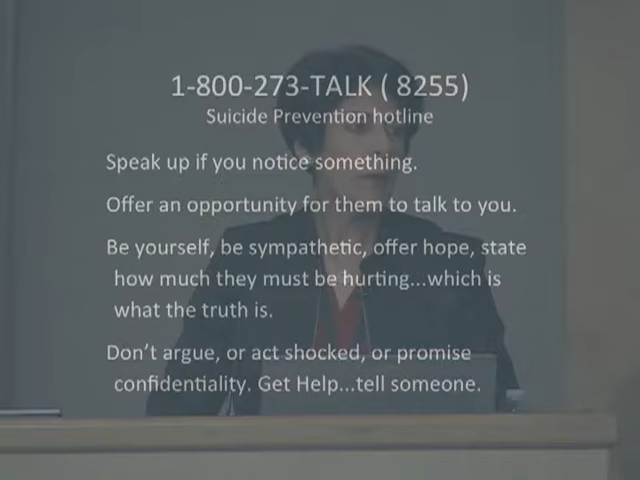 1-800-273-TALK ( 8255)
Suicide Prevention hotline
Speak up if you notice something.
Offer an opportunity for them to talk to you.
Be yourself, be sympathetic, offer hope, state
how much they must be hurting...which is
what the truth is.
Don't argue, or act shocked, or promise
confidentiality. Get Help...tell someone.